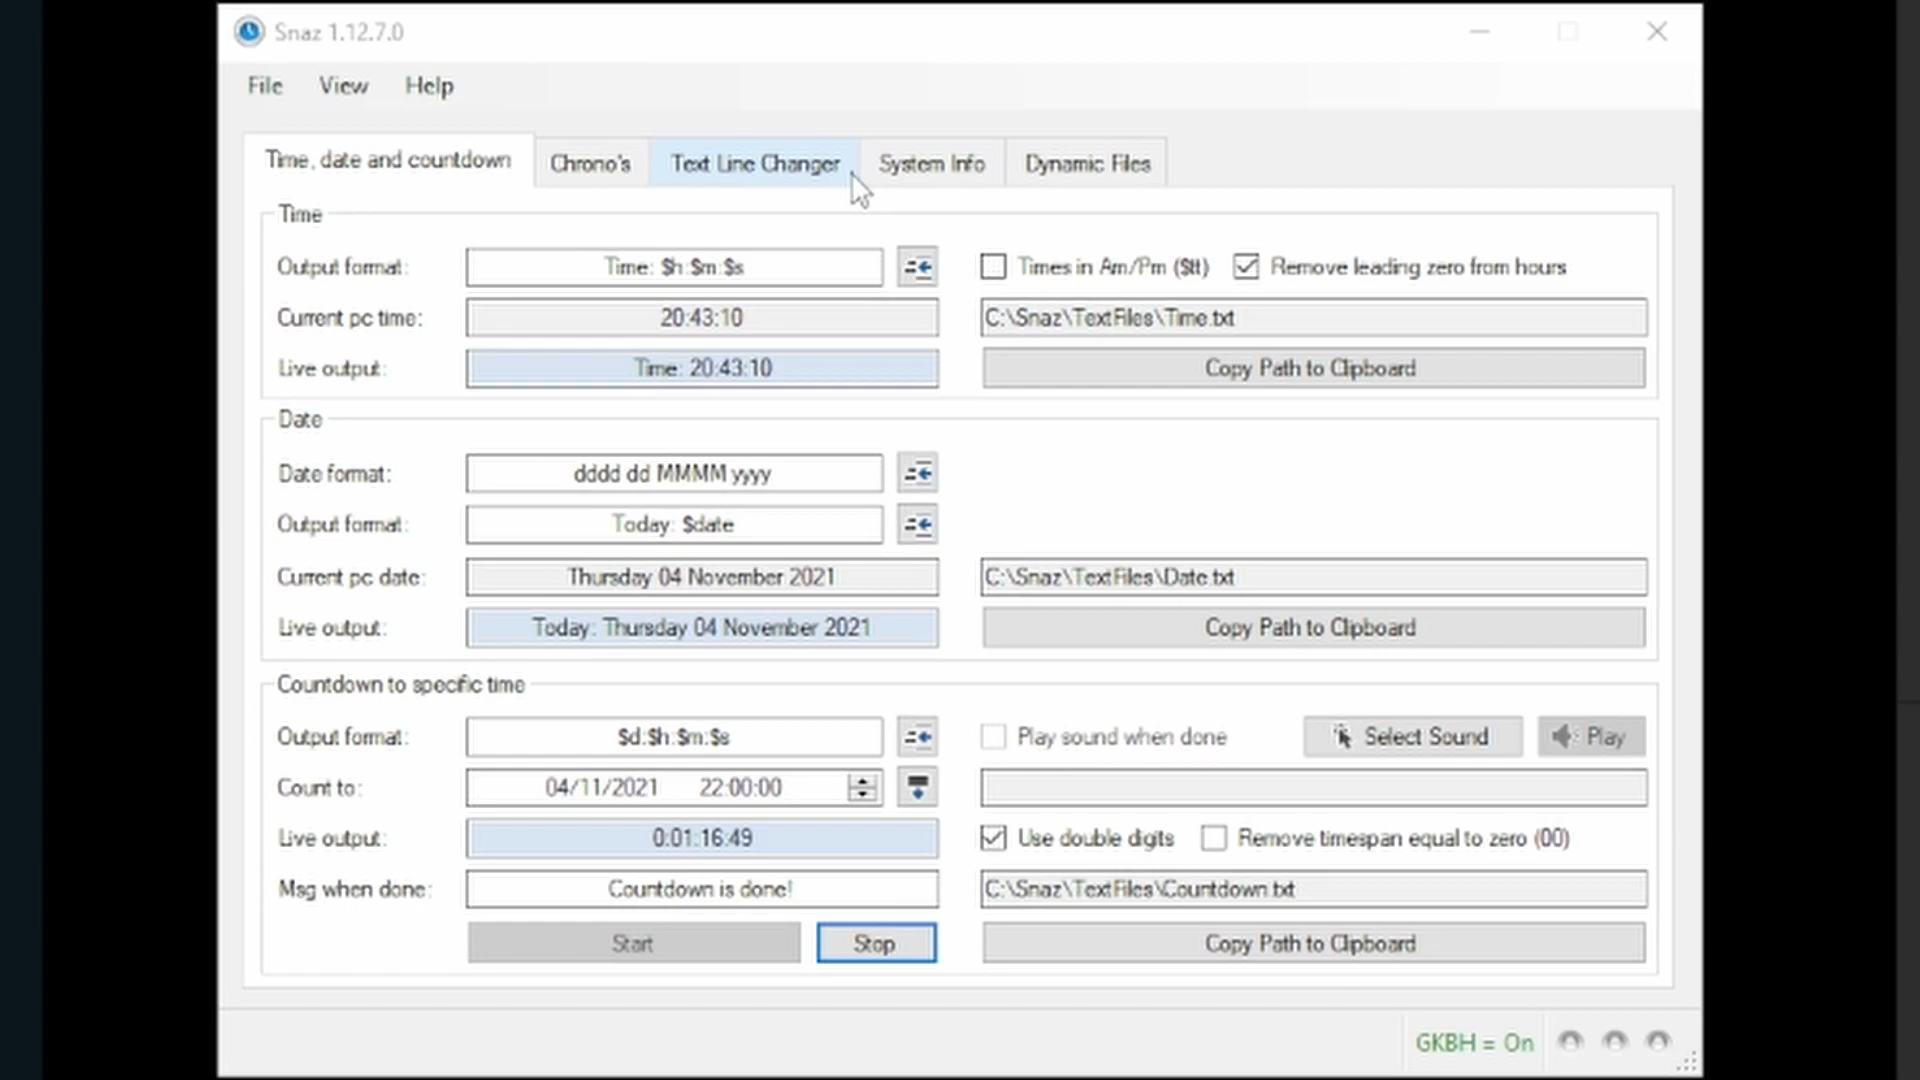 Snaz 1.12.7.0
File View Help
Time, date and countdown Chrono's Text Line Changer System Info Dynamic Files
Time
Output format: Time: $h:$m:$s Times in Am/Pm ($tt) Remove leading zero from hours
Current pc time: 20:43:10 C:\Snaz\TextFiles\Time.txt
Live output: Time: 20:43:10 Copy Path to Clipboard
Date
Date format: dddd dd MMMM yyyy
Output format: Today: $date
Current pc date: Thursday 04 November 2021 C:\Snaz\TextFiles\Date.txt
Live output: Today: Thursday 04 November 2021 Copy Path to Clipboard
Countdown to specific time
Output format: $d:$h:$m:$s Play sound when done Select Sound Play
Count to: 04/11/2021 22:00:00
Live output: 0:01:16:49 Use double digits Remove timespan equal to zero (00)
Msg when done: Countdown is done! C:\Snaz\TextFiles\Countdown.txt
Start Stop Copy Path to Clipboard
GKBH = On